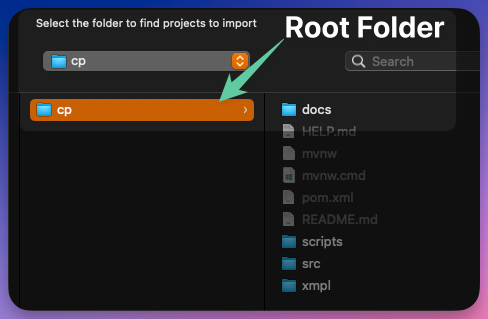 Select the folder to find projects to import
Root Folder
cp
Search
cp
docs
HELP.md
mvnw
mvnw.cmd
pom.xml
README.md
scripts
src
xmpl